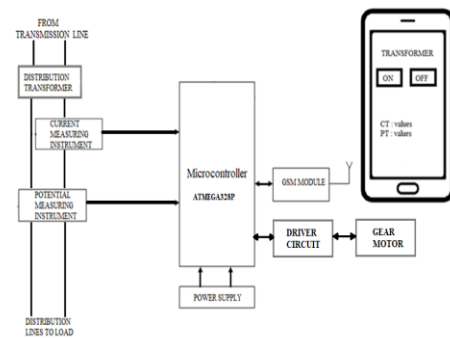 FROM
TRANSMISSION LINE
DISTRIBUTION
TRANSFORMER
CURRENT
MEASURING
INSTRUMENT
POTENTIAL
MEASURING
INSTRUMENT
DISTRIBUTION
LINES TO LOAD
Microcontroller
ATMEGA328P
POWER SUPPLY
GSM MODULE
DRIVER
CIRCUIT
GEAR
MOTOR
TRANSFORMER
ON OFF
CT : values
PT : values